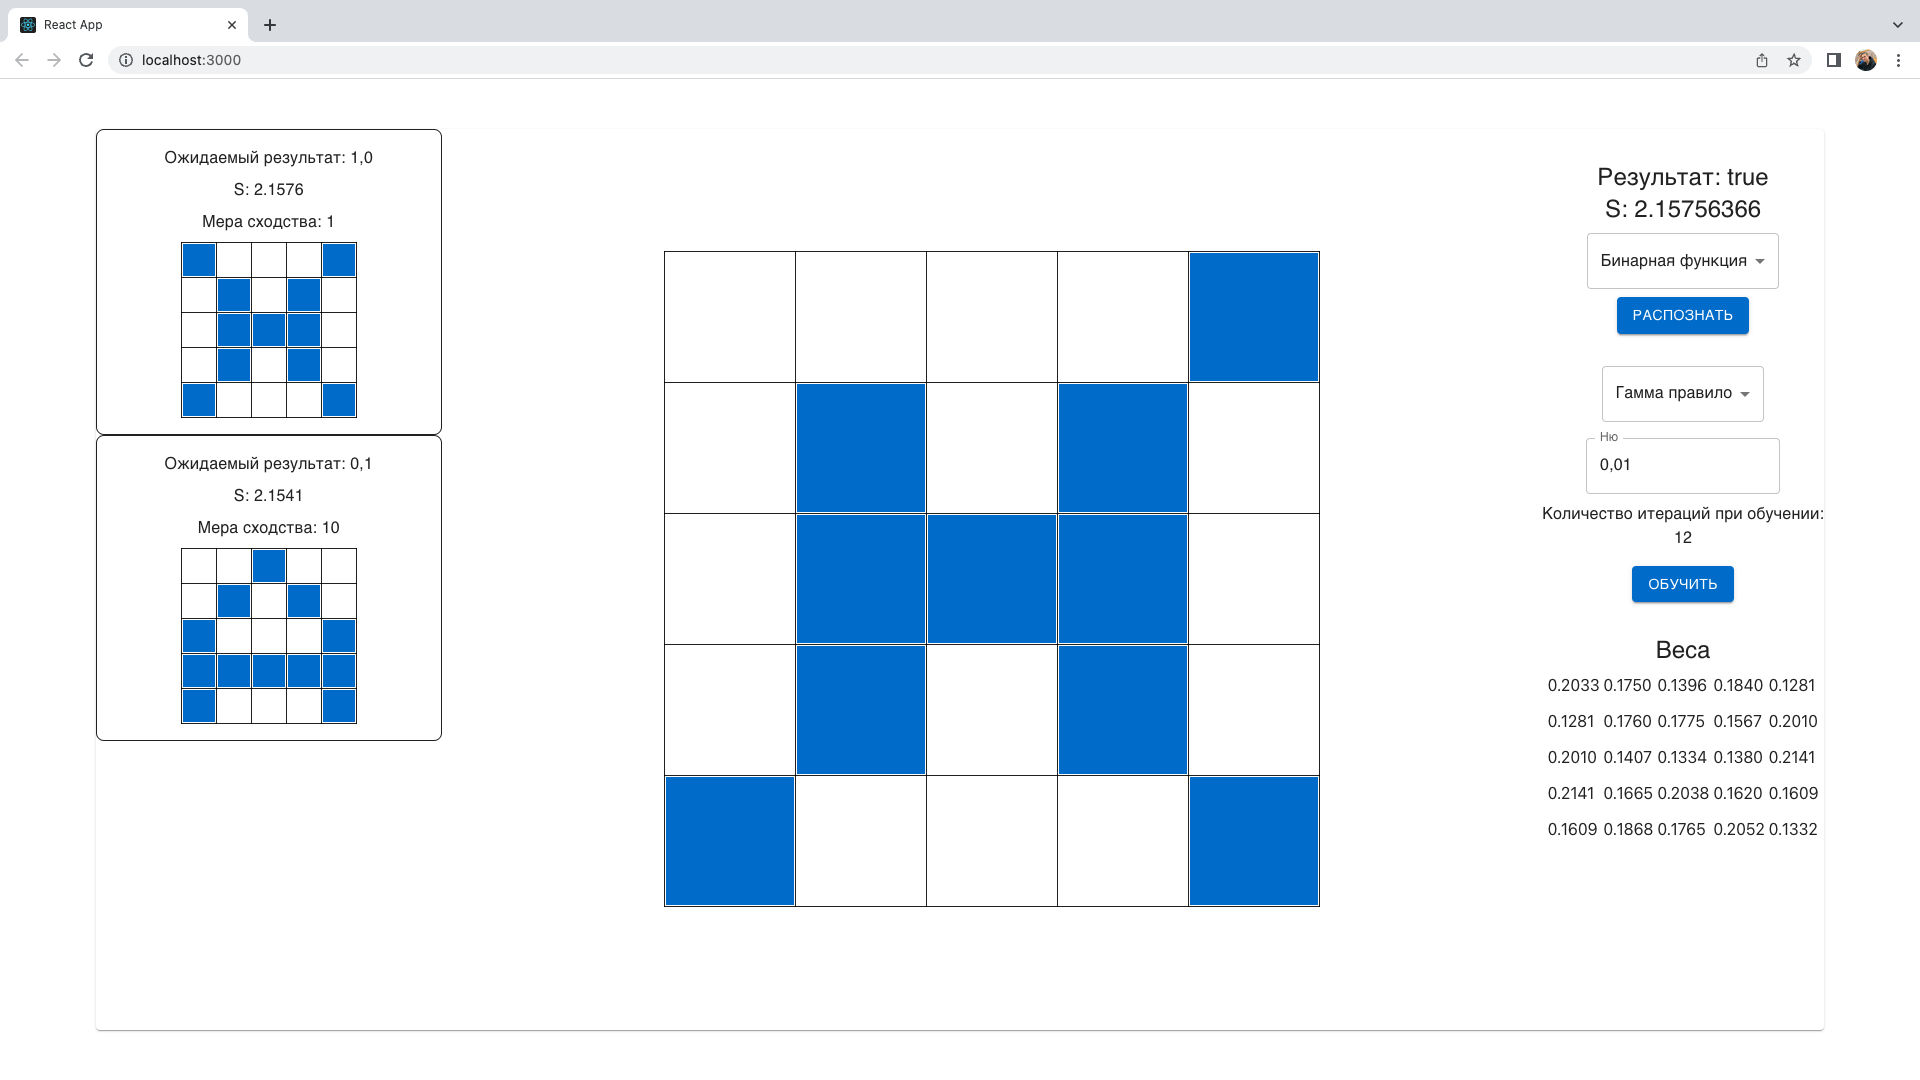 React App
localhost:3000
Ожидаемый результат: 1,0
S: 2.1576
Мера сходства: 1
Ожидаемый результат: 0,1
S: 2.1541
Мера сходства: 10
Результат: true
S: 2.15756366
Бинарная функция
РАСПОЗНАТЬ
Гамма правило
Ню
0,01
Количество итераций при обучении:
12
ОБУЧИТЬ
Веса
0.2033 0.1750 0.1396 0.1840 0.1281
0.1281 0.1760 0.1775 0.1567 0.2010
0.2010 0.1407 0.1334 0.1380 0.2141
0.2141 0.1665 0.2038 0.1620 0.1609
0.1609 0.1868 0.1765 0.2052 0.1332